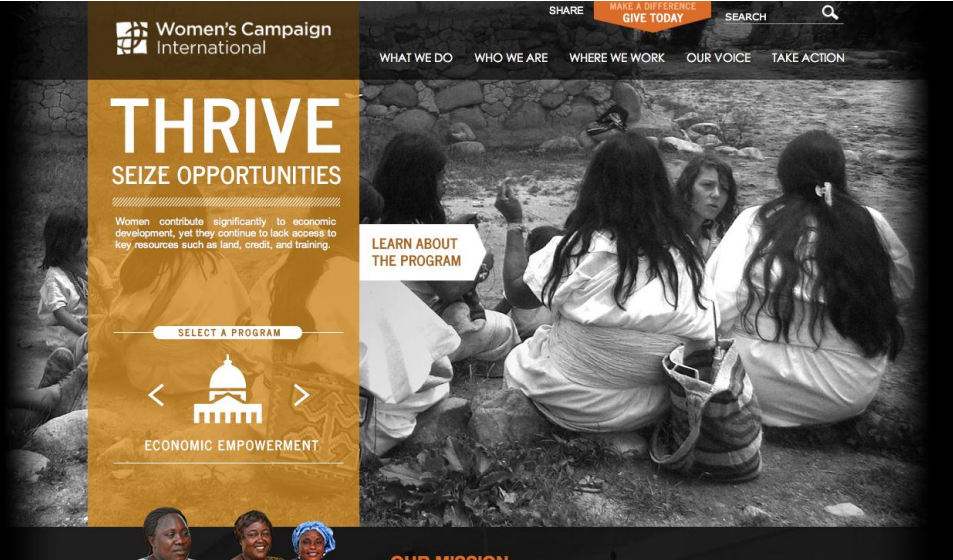 SHARE
MAKE A DIFFERENCE
GIVE TODAY
SEARCH
Women's Campaign
International
WHAT WE DO WHO WE ARE WHERE WE WORK OUR VOICE TAKE ACTION
THRIVE
SEIZE OPPORTUNITIES
Women contribute significantly to economic
development, yet they continue to lack access to
key resources such as land, credit, and training.
LEARN ABOUT
THE PROGRAM
SELECT A PROGRAM
ECONOMIC EMPOWERMENT
OUR MISSION